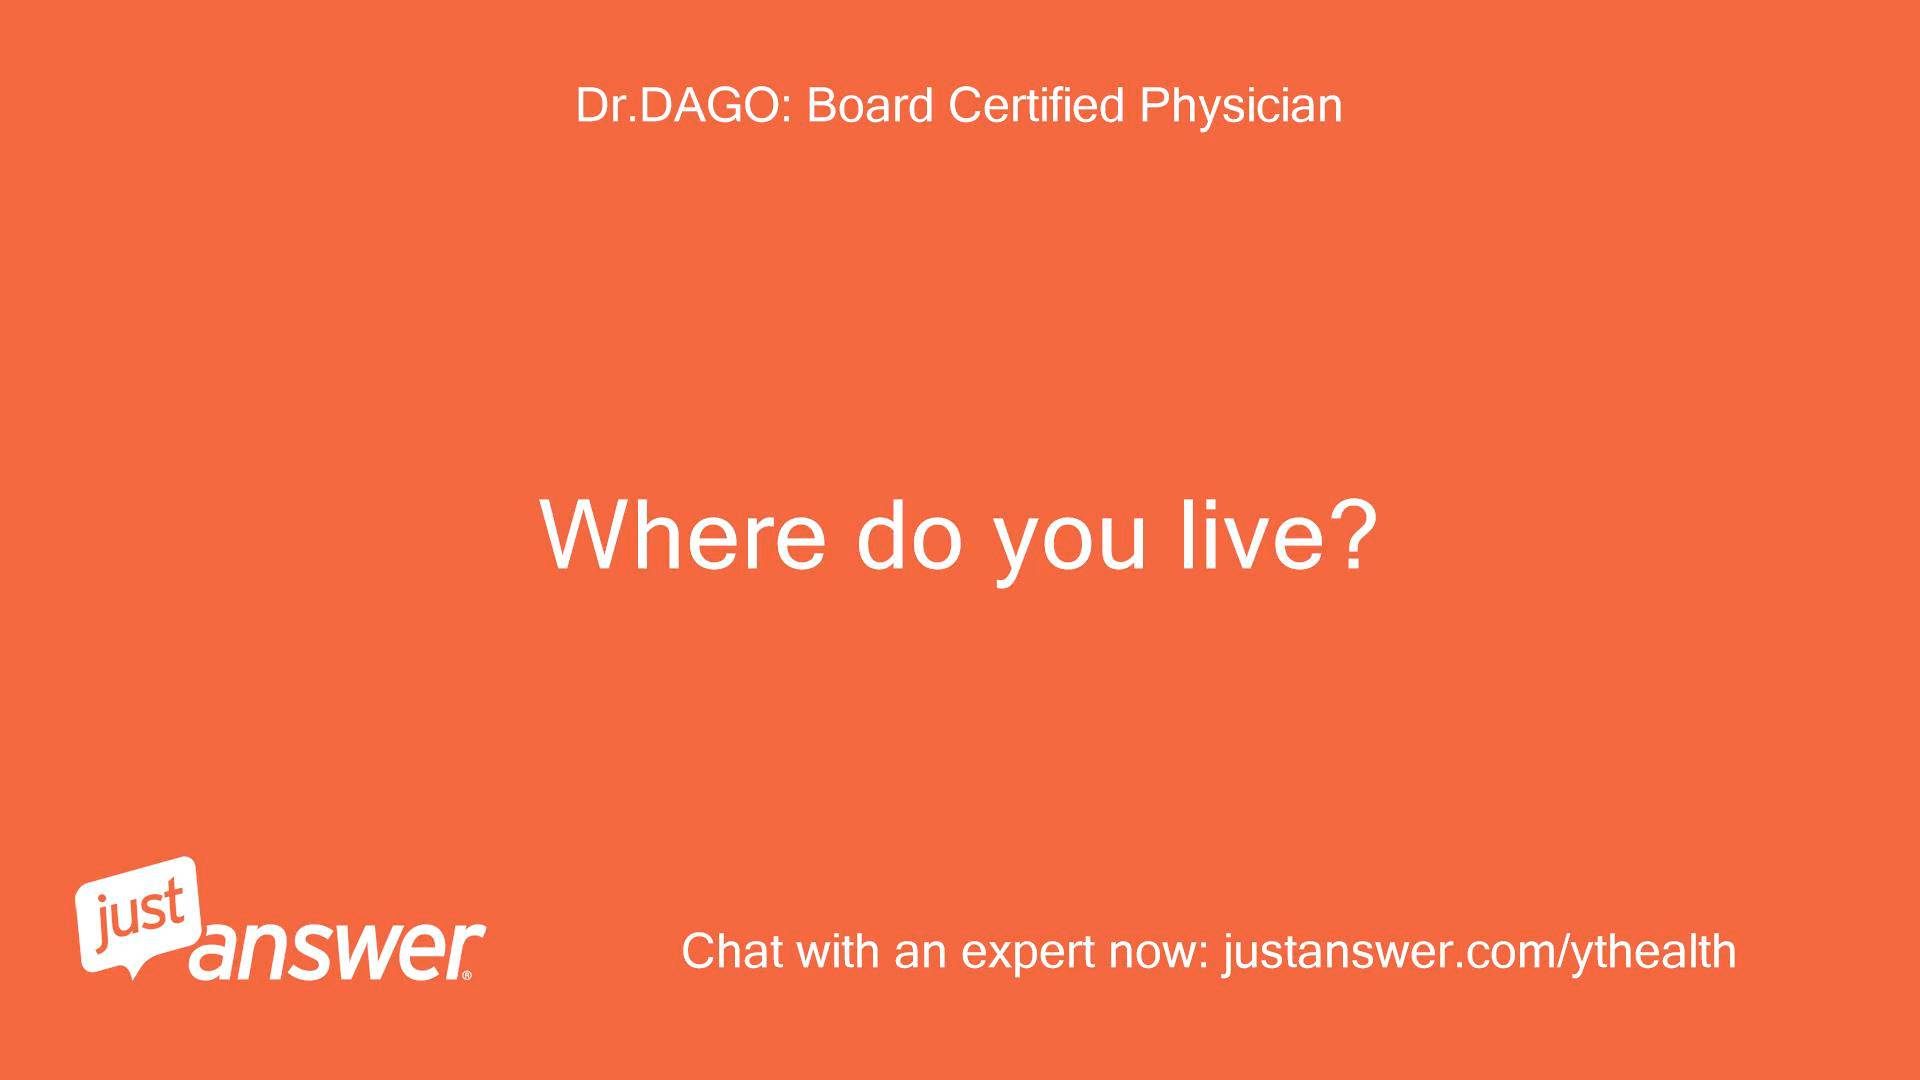 Dr.DAGO: Board Certified Physician
Where do you live?
just
answer®
Chat with an expert now: justanswer.com/ythealth